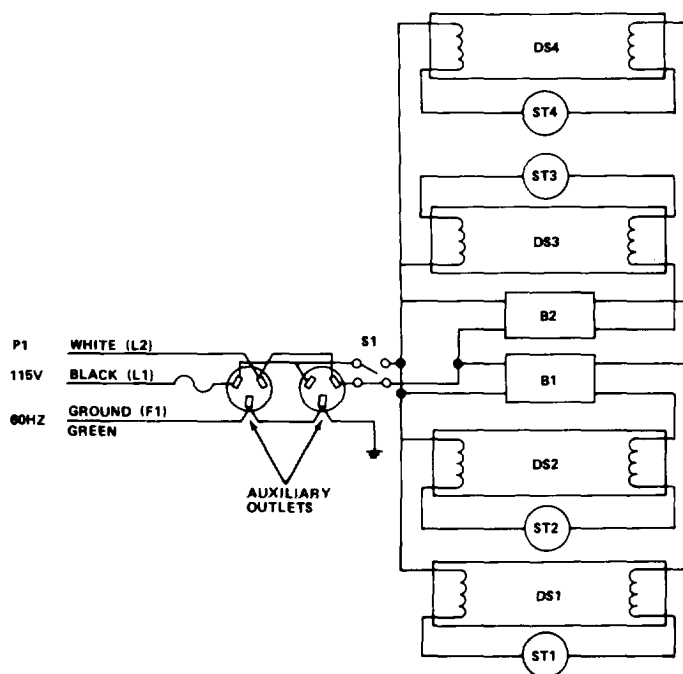 DS4
ST4
ST3
DS3
B2
S1
P1 WHITE (L2)
115V BLACK (L1)
B1
60HZ GROUND (F1)
GREEN
DS2
AUXILIARY
OUTLETS
ST2
DS1
ST1